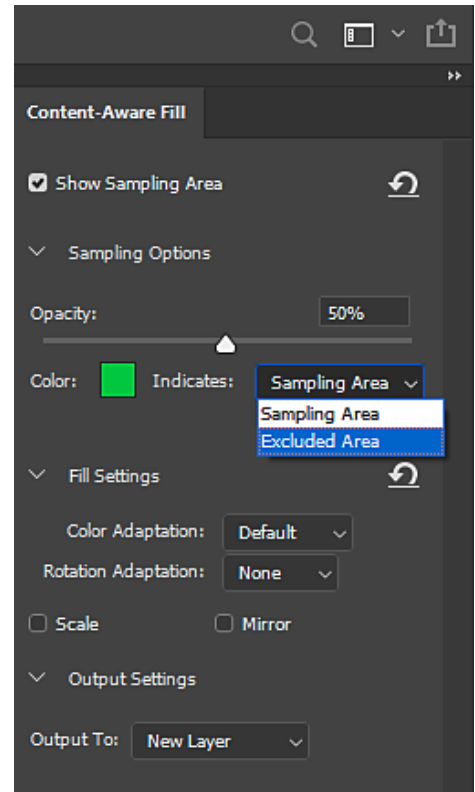 Content-Aware Fill
Show Sampling Area
Sampling Options
Opacity: 50%
Color: Indicates: Sampling Area
Sampling Area
Excluded Area
Fill Settings
Color Adaptation: Default
Rotation Adaptation: None
Scale Mirror
Output Settings
Output To: New Layer